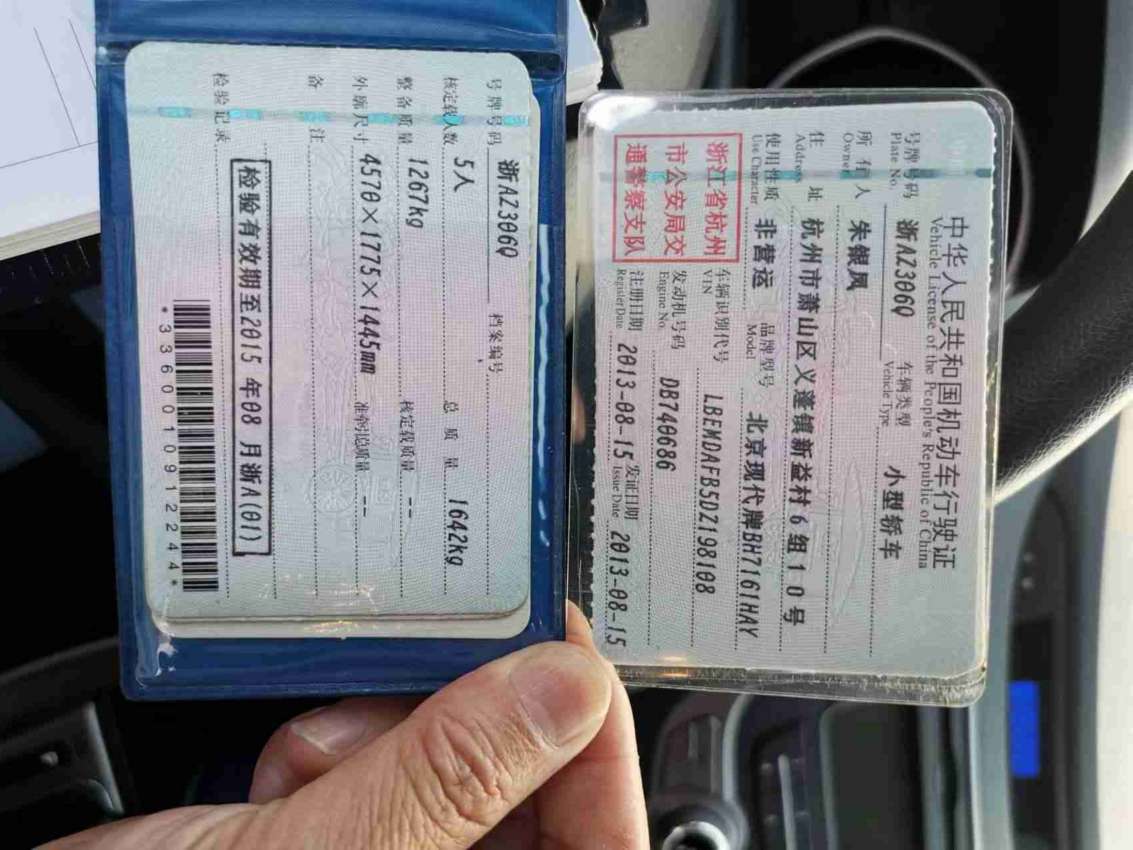 中华人民共和国机动车行驶证
Vehicle License of the People's Republic of China
号牌号码 浙AZ306Q 车辆类型 小型轿车
Plate No. Vehicle Type
所有人 朱银凤
Owner
住址 杭州市萧山区义蓬镇新益村6组10号
Address
使用性质 非营运 品牌型号 北京现代牌BH7161HAY
Use Character Model
浙江省杭州
市公安局交
通警察支队
车辆识别代号 LBEMDAFB5DZ198108
VIN
发动机号码 DB740686
Engine No.
注册日期 2013-08-15 发证日期 2013-08-15
Register Date Issue Date
号牌号码 浙AZ306Q 档案编号
核定载人数 5人 总质量 1642kg
整备质量 1267kg 核定载质量 --
外廓尺寸 4570×1775×1445mm 准牵总质量 --
备注
检验有效期至2015年08月浙A(01)
检验记录
*3360010912244*